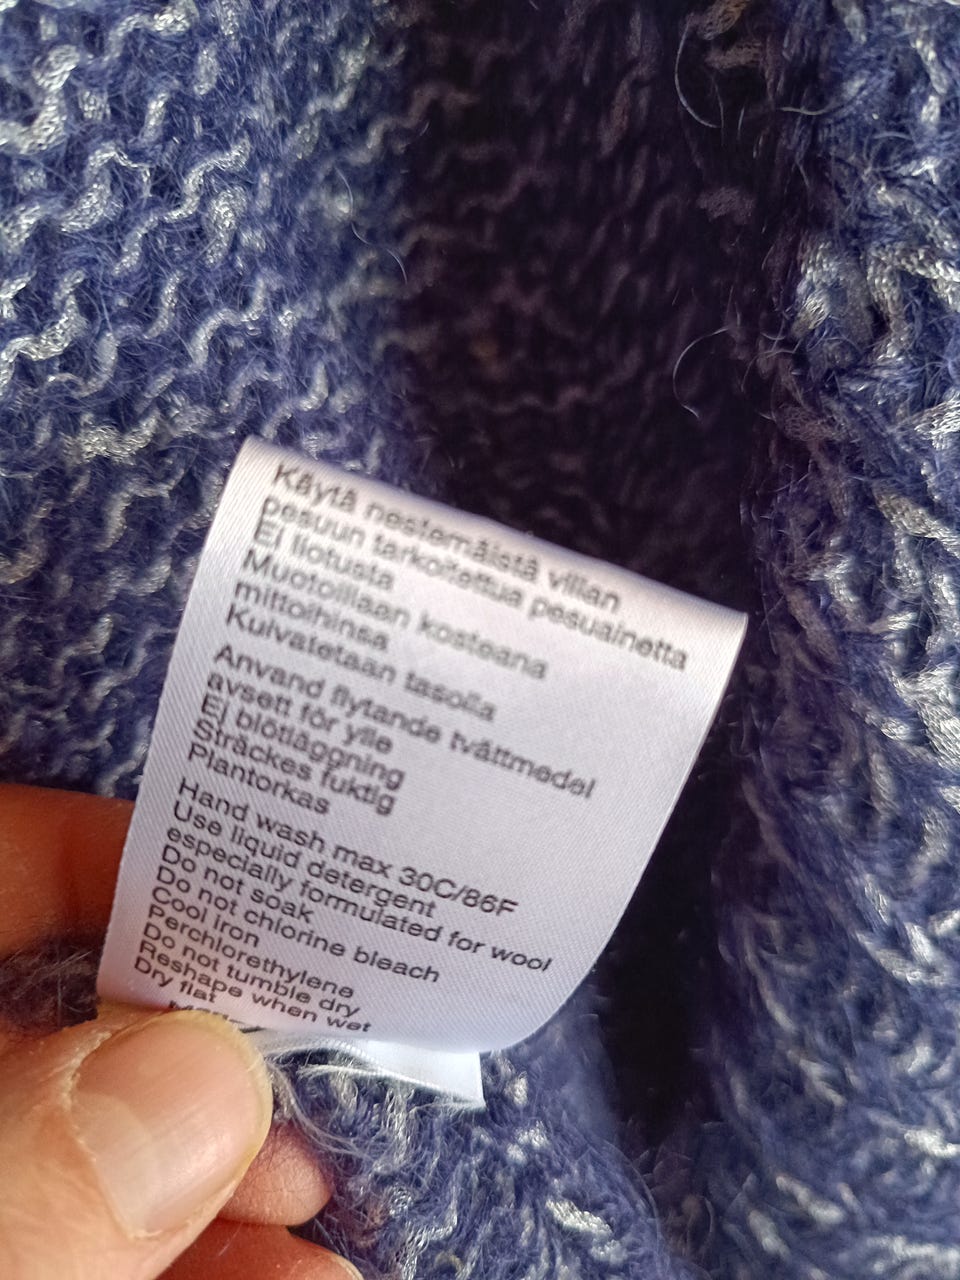 Käytä nestemäistä villan
pesuun tarkoitettua pesuainetta
Ei liotusta
Muotoillaan kosteana
mittoihinsa
Kuivatetaan tasolla
Använd flytande tvättmedel
avsett för ylle
Ej blötläggning
Sträckes fuktig
Plantorkas
Hand wash max 30C/86F
Use liquid detergent
especially formulated for wool
Do not soak
Do not chlorine bleach
Cool iron
Perchlorethylene
Do not tumble dry
Reshape when wet
Dry flat